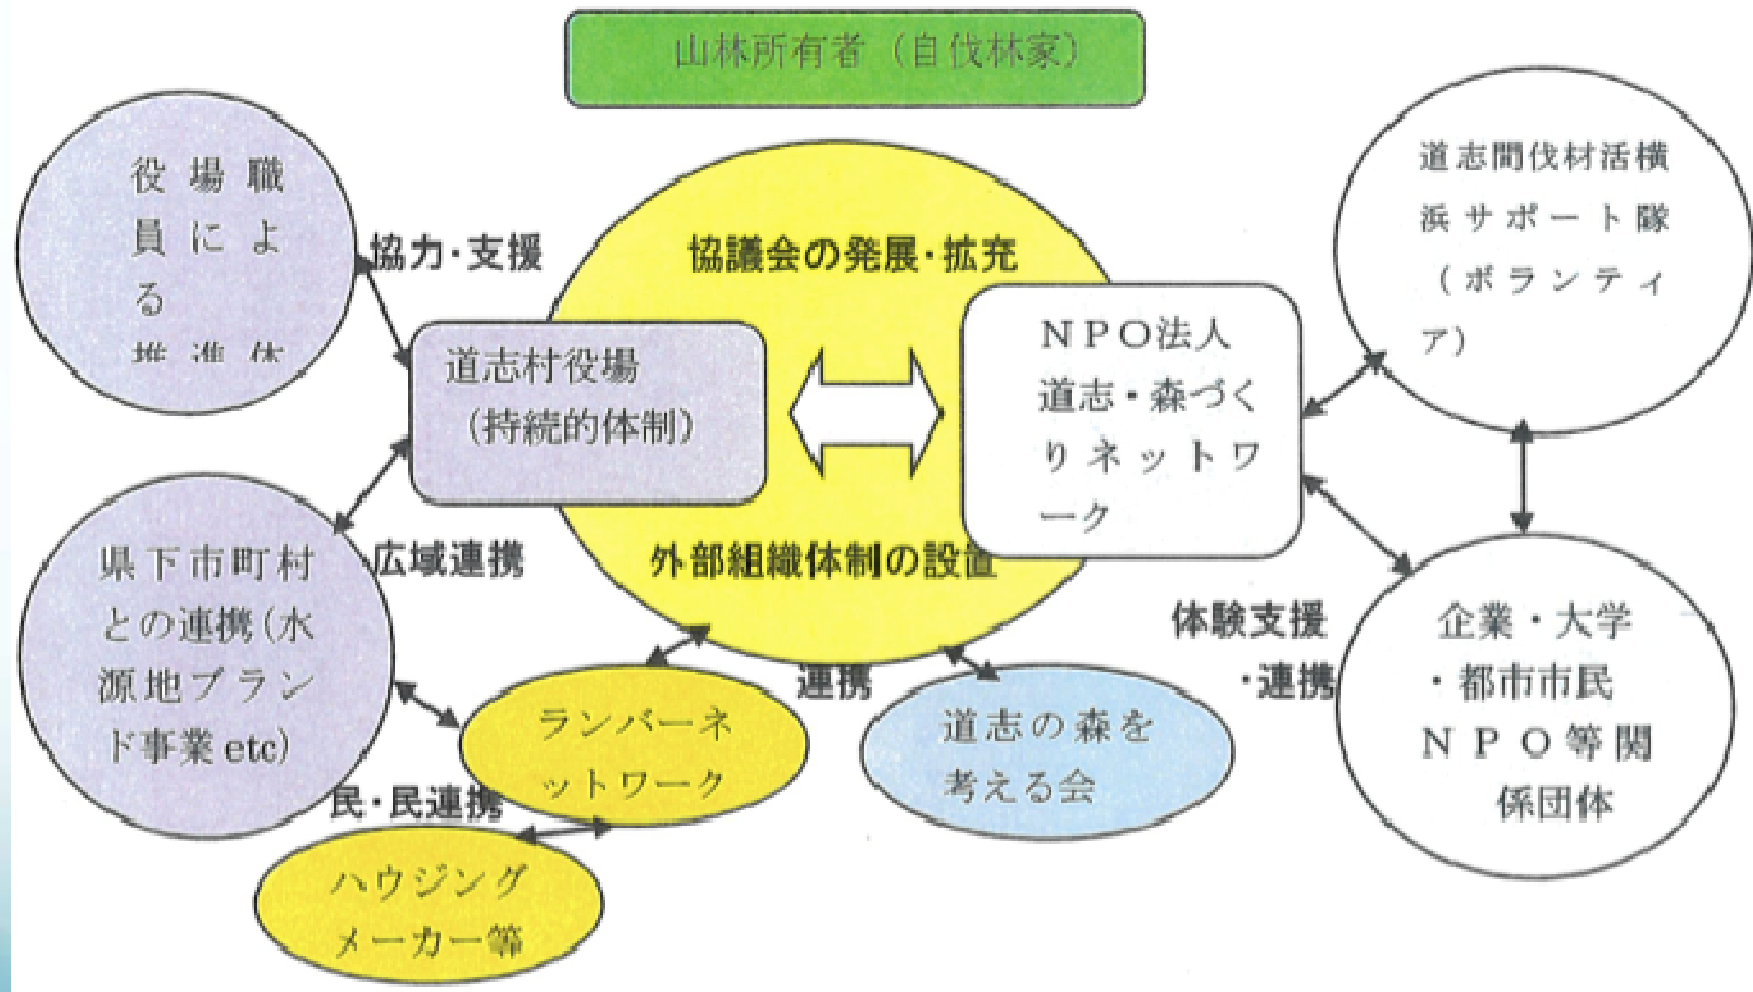 山林所有者（自伐林家）
役場職
員によ
る
推進体
協力・支援
協議会の発展・拡充
道志間伐材活横
浜サポート隊
（ボランティ
ア）
道志村役場
（持続的体制）
ＮＰＯ法人
道志・森づく
りネットワ
ーク
県下市町村
との連携（水
源地ブラン
ド事業 etc）
広域連携
外部組織体制の設置
体験支援
・連携
企業・大学
・都市市民
ＮＰＯ等関
係団体
連携
ランバーネ
ットワーク
道志の森を
考える会
民・民連携
ハウジング
メーカー等